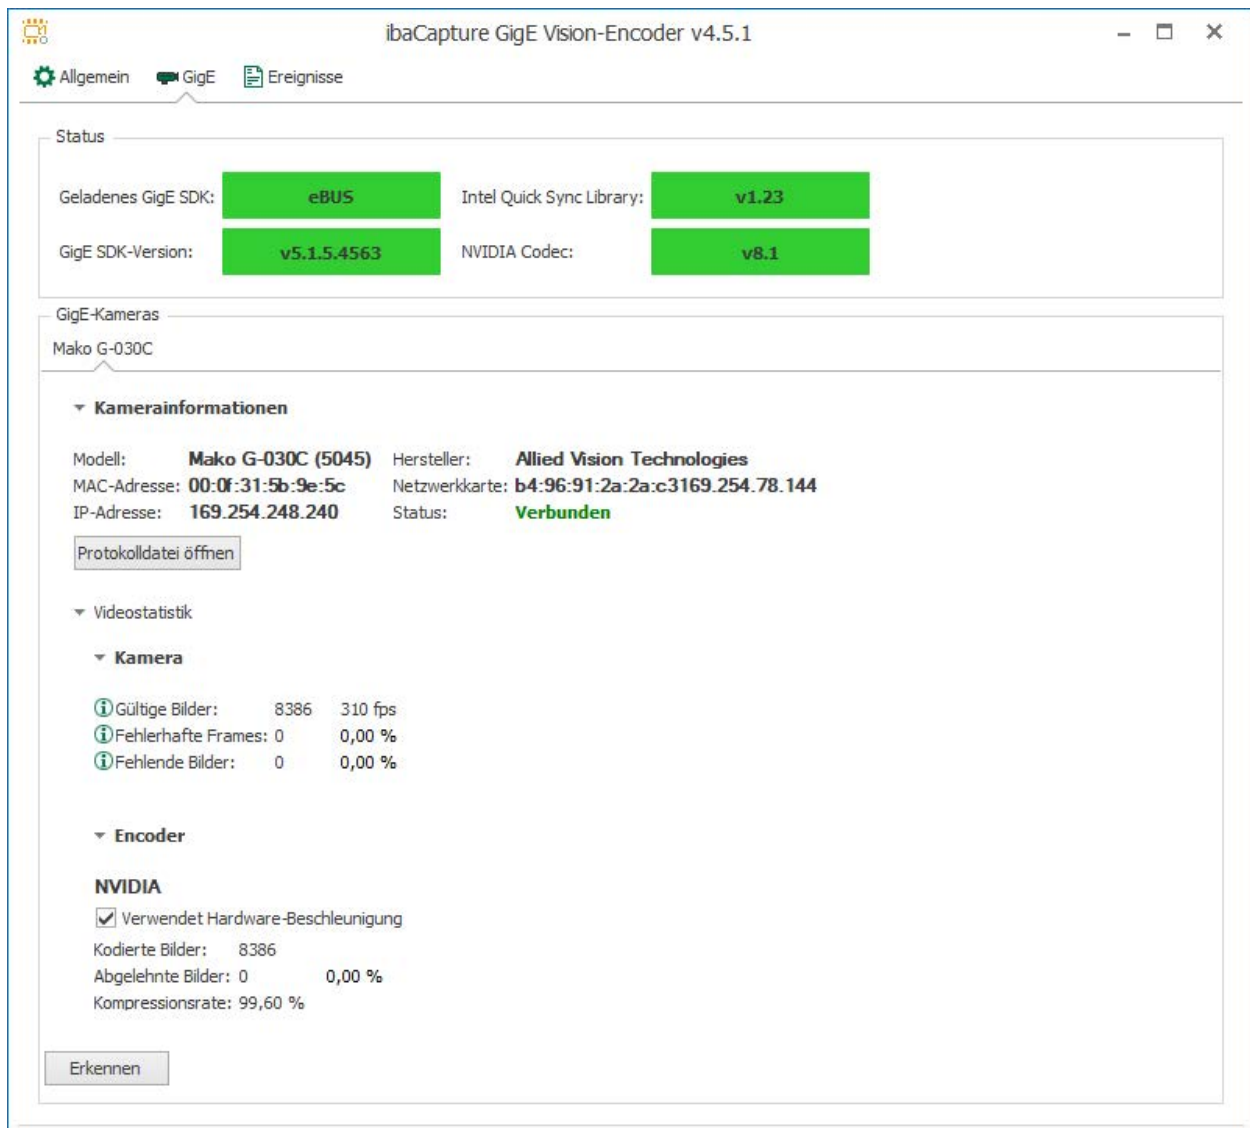 ibaCapture GigE Vision-Encoder v4.5.1
Allgemein GigE Ereignisse
Status
Geladenes GigE SDK: eBUS Intel Quick Sync Library: v1.23
GigE SDK-Version: v5.1.5.4563 NVIDIA Codec: v8.1
GigE-Kameras
Mako G-030C
Kamerainformationen
Modell: Mako G-030C (5045) Hersteller: Allied Vision Technologies
MAC-Adresse: 00:0f:31:5b:9e:5c Netzwerkkarte: b4:96:91:2a:2a:c3169.254.78.144
IP-Adresse: 169.254.248.240 Status: Verbunden
Protokolldatei öffnen
Videostatistik
Kamera
Gültige Bilder: 8386 310 fps
Fehlerhafte Frames: 0 0,00 %
Fehlende Bilder: 0 0,00 %
Encoder
NVIDIA
Verwendet Hardware-Beschleunigung
Kodierte Bilder: 8386
Abgelehnte Bilder: 0 0,00 %
Kompressionsrate: 99,60 %
Erkennen